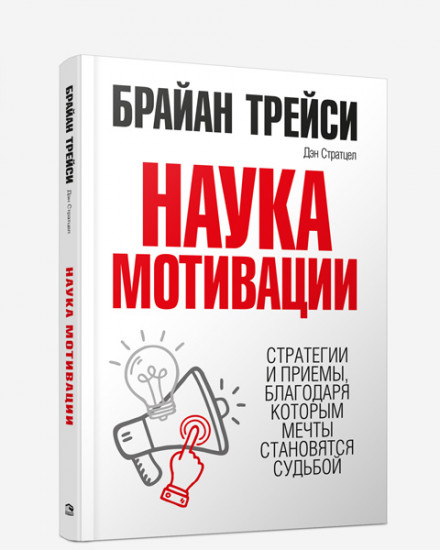 БРАЙАН ТРЕЙСИ
Дэн Стратцел
НАУКА
МОТИВАЦИИ
СТРАТЕГИИ
И ПРИЕМЫ,
БЛАГОДАРЯ
КОТОРЫМ
МЕЧТЫ
СТАНОВЯТСЯ
СУДЬБОЙ
БРАЙАН ТРЕЙСИ
Дэн Стратцел
НАУКА МОТИВАЦИИ